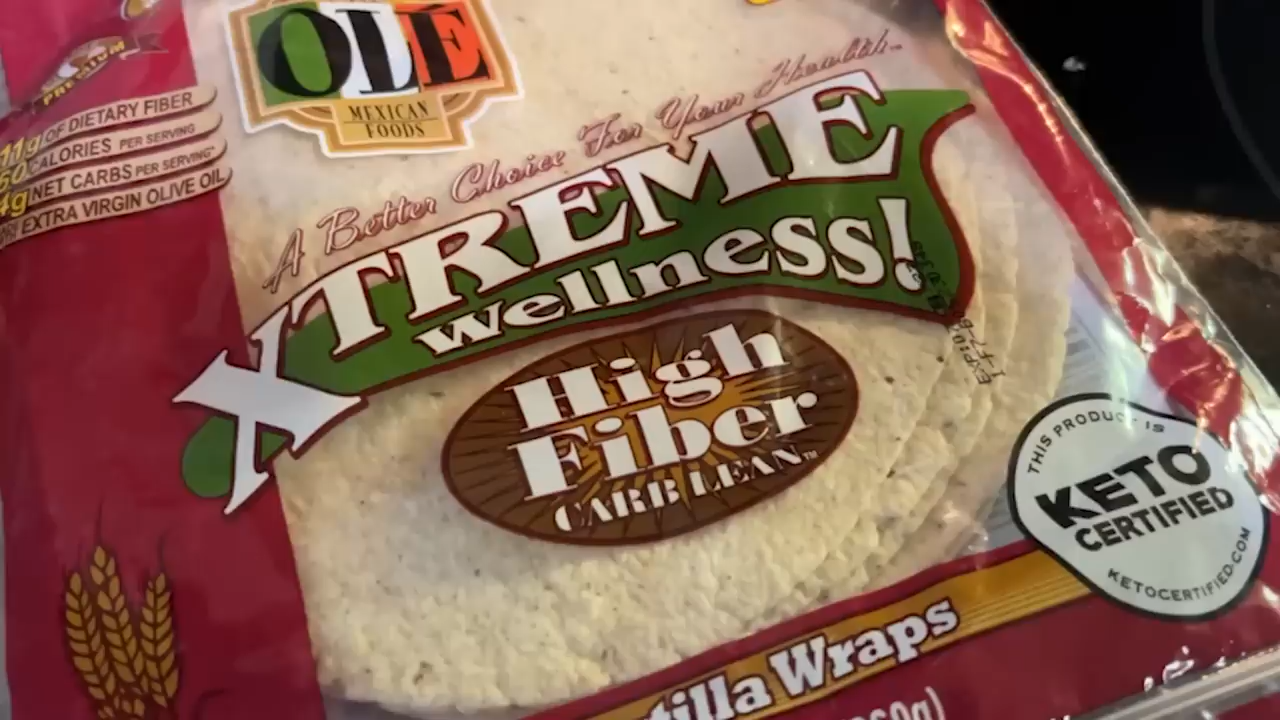 OLÉ
MEXICAN
FOODS
PREMIUM
11g OF DIETARY FIBER
50 CALORIES PER SERVING
4g NET CARBS PER SERVING*
EXTRA VIRGIN OLIVE OIL
A Better Choice For Your Health...
XTREME
wellness!
High
Fiber
CARB LEAN™
THIS PRODUCT IS
KETO
CERTIFIED
KETOCERTIFIED.COM
Wraps